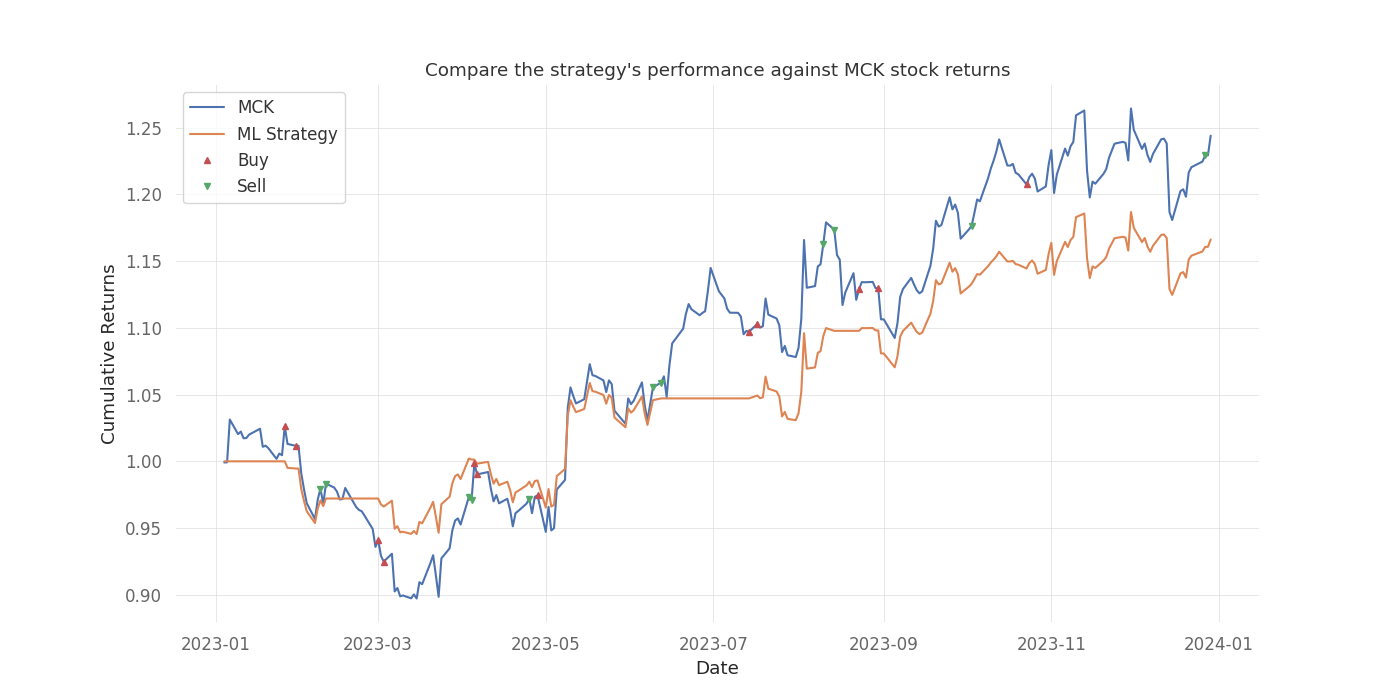 Compare the strategy's performance against MCK stock returns
MCK
ML Strategy
Buy
Sell
Cumulative Returns
1.25
1.20
1.15
1.10
1.05
1.00
0.95
0.90
2023-01
2023-03
2023-05
2023-07
2023-09
2023-11
2024-01
Date